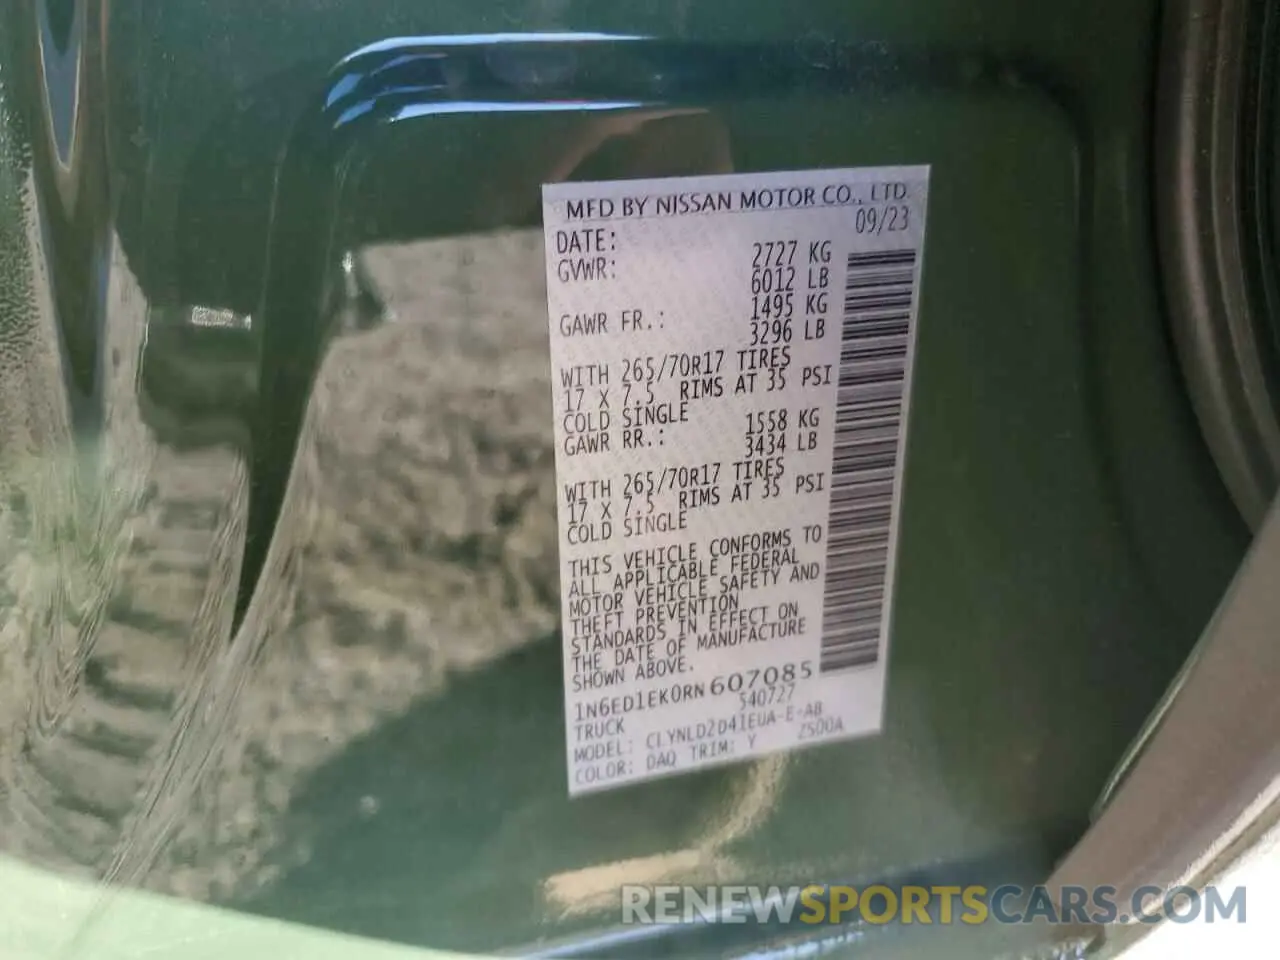 MFD BY NISSAN MOTOR CO., LTD.
DATE: 09/23
GVWR: 2727 KG
6012 LB
GAWR FR.: 1495 KG
3296 LB
WITH 265/70R17 TIRES
17 X 7.5 RIMS AT 35 PSI
COLD SINGLE
GAWR RR.: 1558 KG
3434 LB
WITH 265/70R17 TIRES
17 X 7.5 RIMS AT 35 PSI
COLD SINGLE
THIS VEHICLE CONFORMS TO
ALL APPLICABLE FEDERAL
MOTOR VEHICLE SAFETY AND
THEFT PREVENTION
STANDARDS IN EFFECT ON
THE DATE OF MANUFACTURE
SHOWN ABOVE.
1N6ED1EK0RN607085
TRUCK S40727
MODEL: CLYNLD2D41EUA-E-AB
COLOR: DAQ TRIM: Y 2S00A
RENEWSPORTSCARS.COM